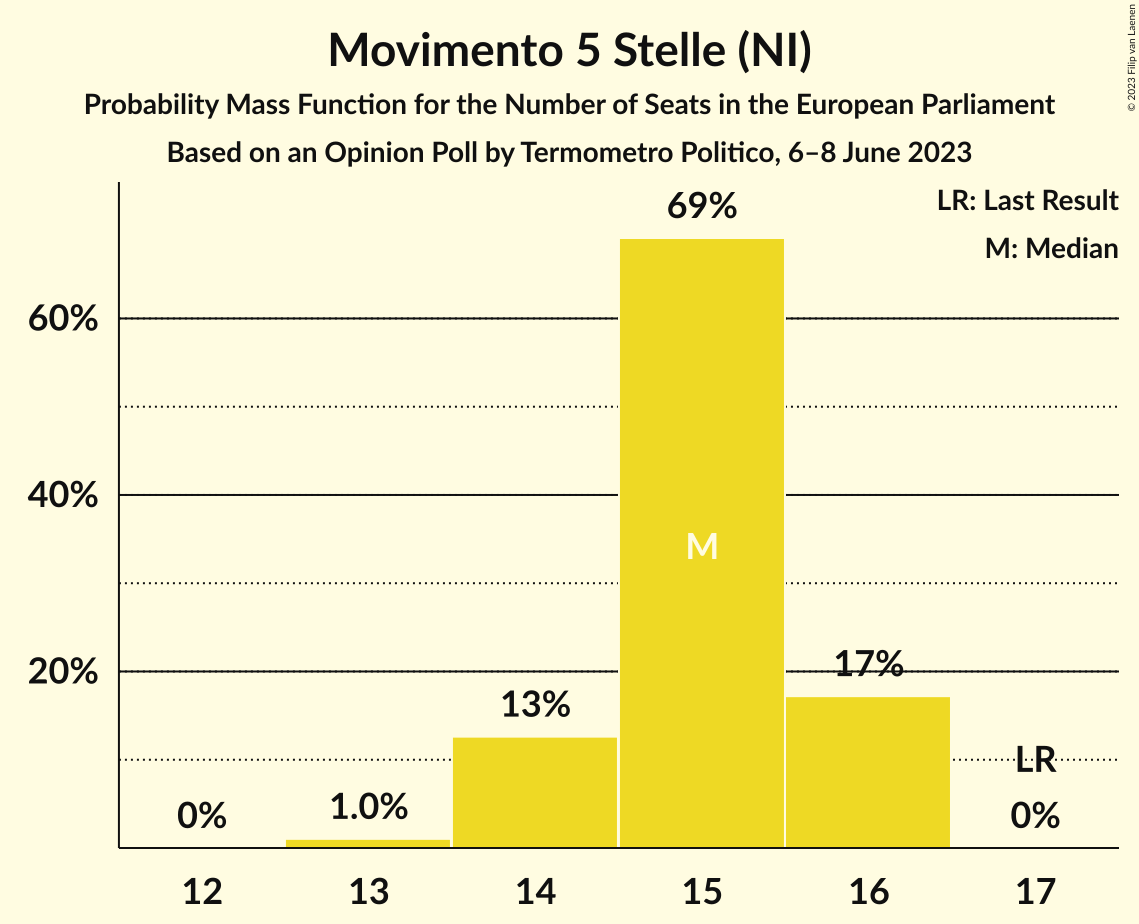 Movimento 5 Stelle (NI)
Probability Mass Function for the Number of Seats in the European Parliament
Based on an Opinion Poll by Termometro Politico, 6–8 June 2023
© 2023 Filip van Laenen
LR: Last Result
M: Median
69%
60%
40%
M
20%
17%
13%
LR
1.0%
0%
0%
12 13 14 15 16 17